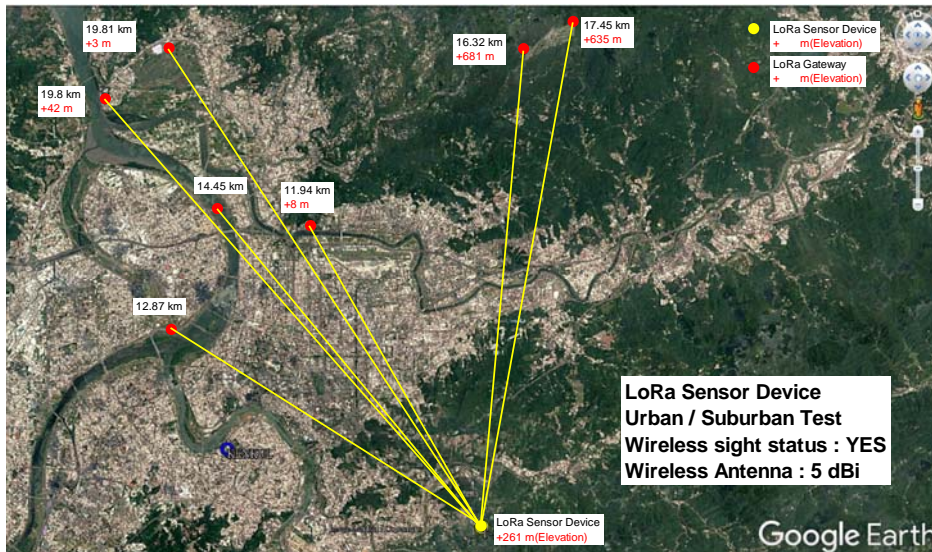 19.81 km
+3 m
16.32 km
+681 m
17.45 km
+635 m
LoRa Sensor Device
+ m(Elevation)
LoRa Gateway
+ m(Elevation)
19.8 km
+42 m
14.45 km
11.94 km
+8 m
12.87 km
LoRa Sensor Device
Urban / Suburban Test
Wireless sight status : YES
Wireless Antenna : 5 dBi
LoRa Sensor Device
+261 m(Elevation)
Google Earth